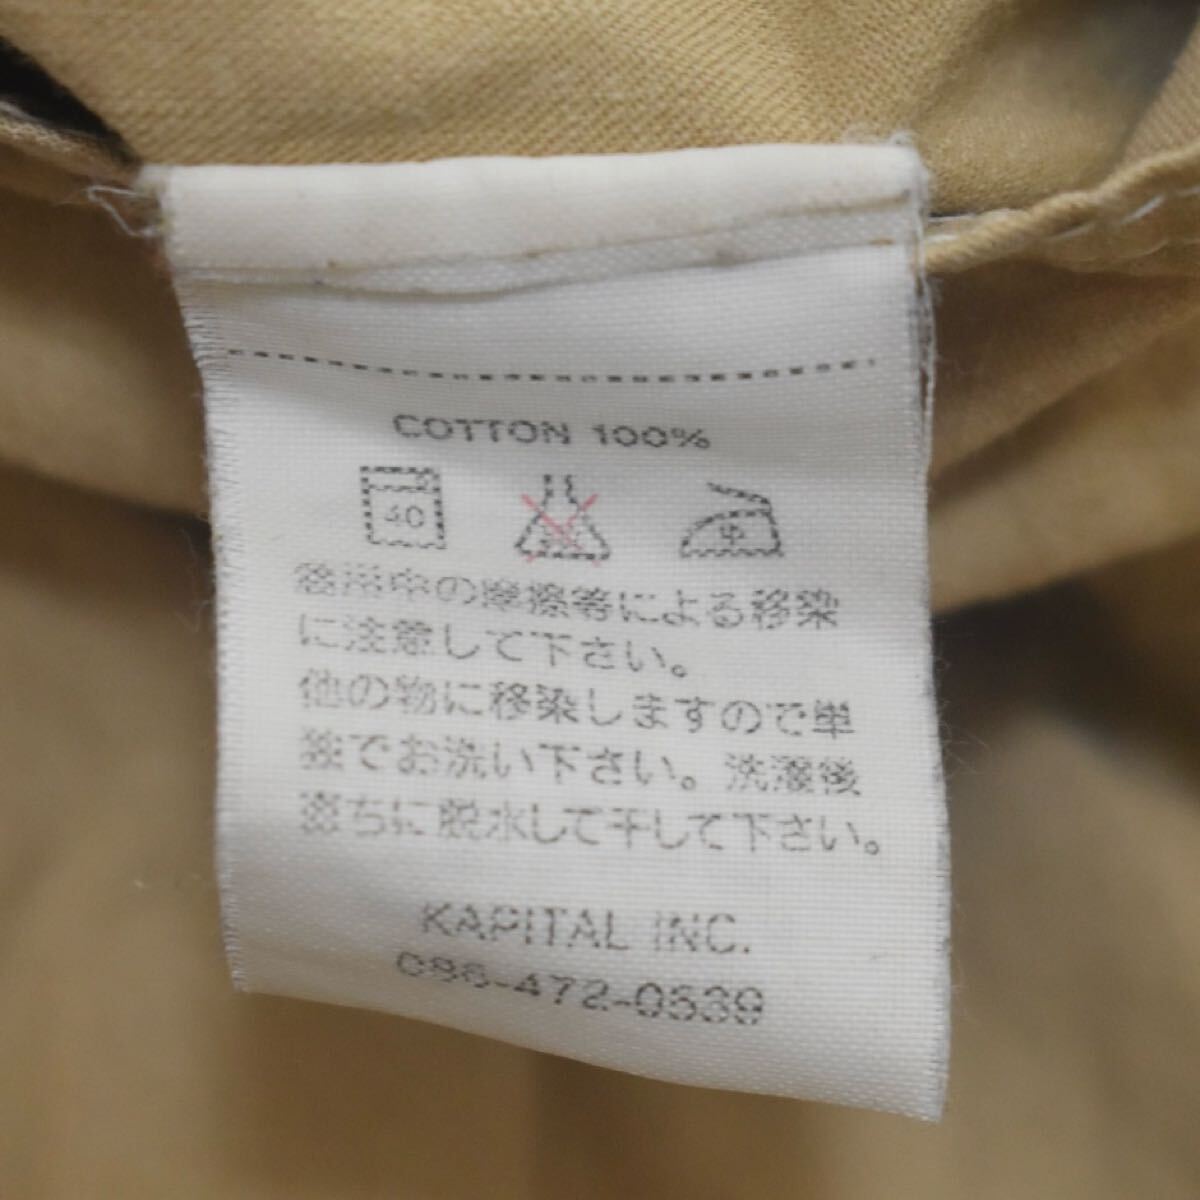 COTTON 100%
40 中
着用中の摩擦等による移染
に注意して下さい。
他の物に移染しますので単
独でお洗い下さい。洗濯後
直ちに脱水して干して下さい。
KAPITAL INC.
086-472-0539